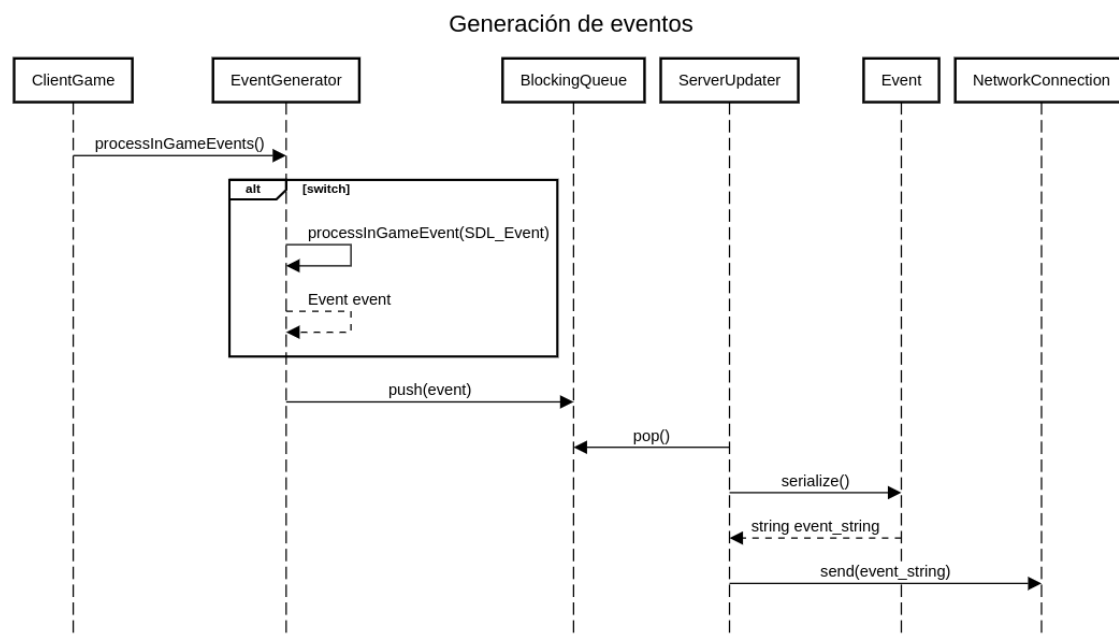 Generación de eventos
ClientGame
EventGenerator
BlockingQueue
ServerUpdater
Event
NetworkConnection
processInGameEvents()
alt
[switch]
processInGameEvent(SDL_Event)
Event event
push(event)
pop()
serialize()
string event_string
send(event_string)